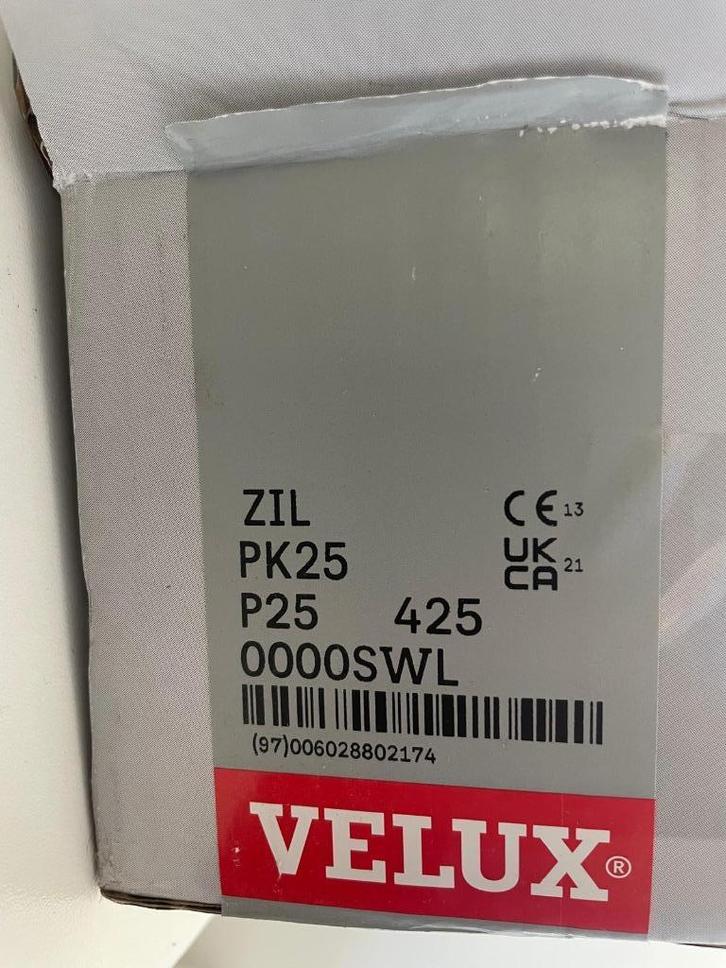 ZIL CE 13
PK25 UK
CA 21
P25 425
0000SWL
(97)006028802174
VELUX®